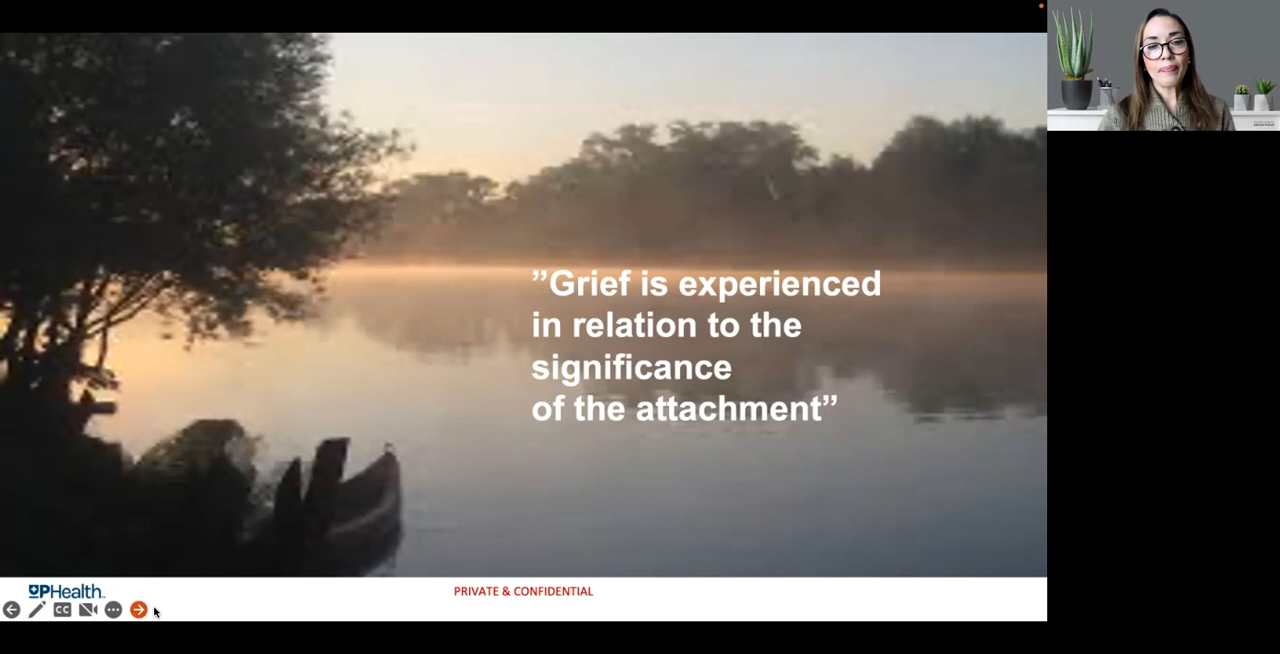 ”Grief is experienced
in relation to the
significance
of the attachment”
UPHealth
PRIVATE & CONFIDENTIAL
CC